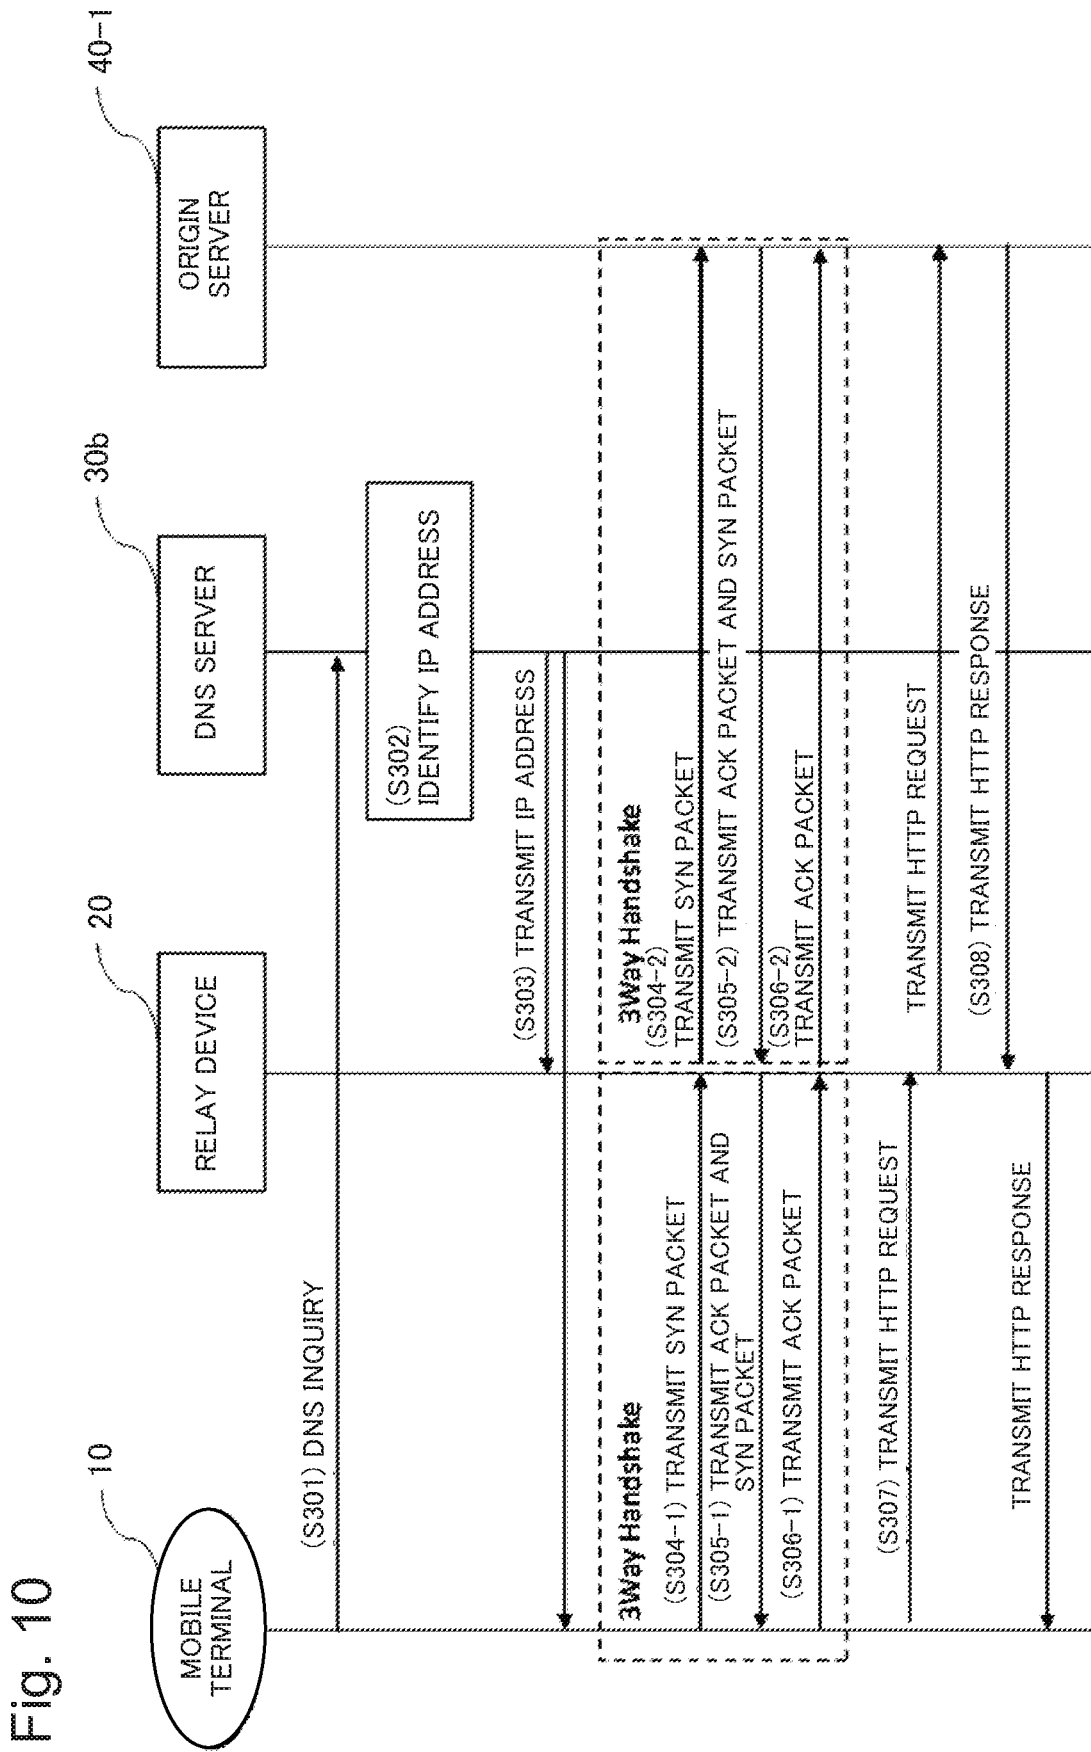 Fig. 10
10
20
30b
40-1
MOBILE
TERMINAL
RELAY DEVICE
DNS SERVER
ORIGIN
SERVER
(S301) DNS INQUIRY
(S302)
IDENTIFY IP ADDRESS
(S303) TRANSMIT IP ADDRESS
3Way Handshake
(S304-1) TRANSMIT SYN PACKET
(S305-1) TRANSMIT ACK PACKET AND
SYN PACKET
(S306-1) TRANSMIT ACK PACKET
3Way Handshake
(S304-2)
TRANSMIT SYN PACKET
(S305-2) TRANSMIT ACK PACKET AND SYN PACKET
(S306-2)
TRANSMIT ACK PACKET
(S307) TRANSMIT HTTP REQUEST
TRANSMIT HTTP REQUEST
(S308) TRANSMIT HTTP RESPONSE
TRANSMIT HTTP RESPONSE